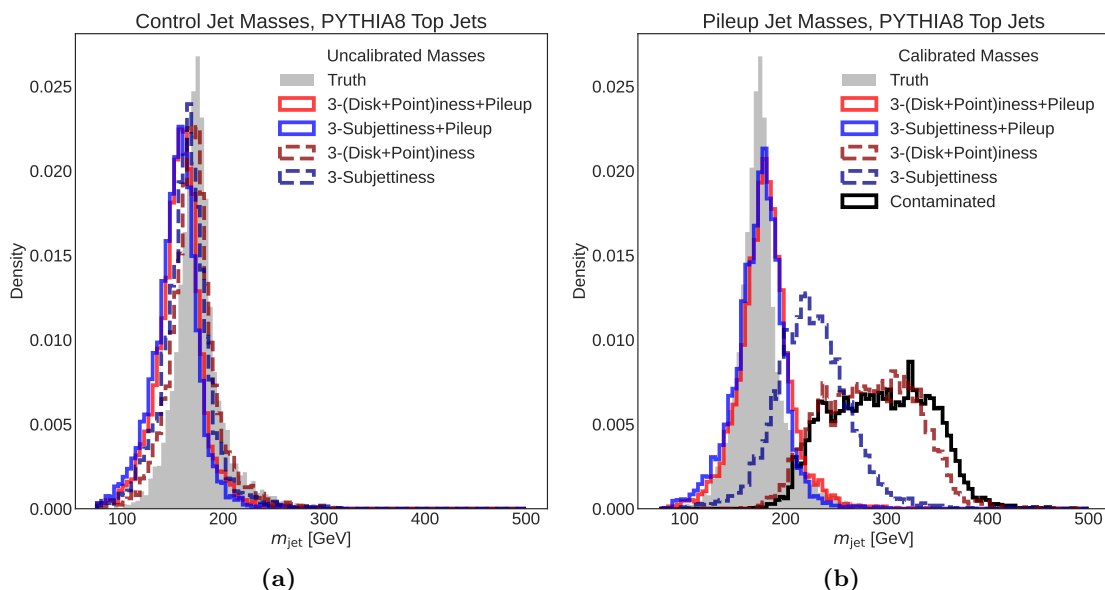 Control Jet Masses, PYTHIA8 Top Jets
Uncalibrated Masses
Truth
3-(Disk+Point)iness+Pileup
3-Subjettiness+Pileup
3-(Disk+Point)iness
3-Subjettiness
Density
0.025
0.020
0.015
0.010
0.005
0.000
100
200
300
400
500
m_jet [GeV]
(a)
Pileup Jet Masses, PYTHIA8 Top Jets
Calibrated Masses
Truth
3-(Disk+Point)iness+Pileup
3-Subjettiness+Pileup
3-(Disk+Point)iness
3-Subjettiness
Contaminated
Density
0.025
0.020
0.015
0.010
0.005
0.000
100
200
300
400
500
m_jet [GeV]
(b)